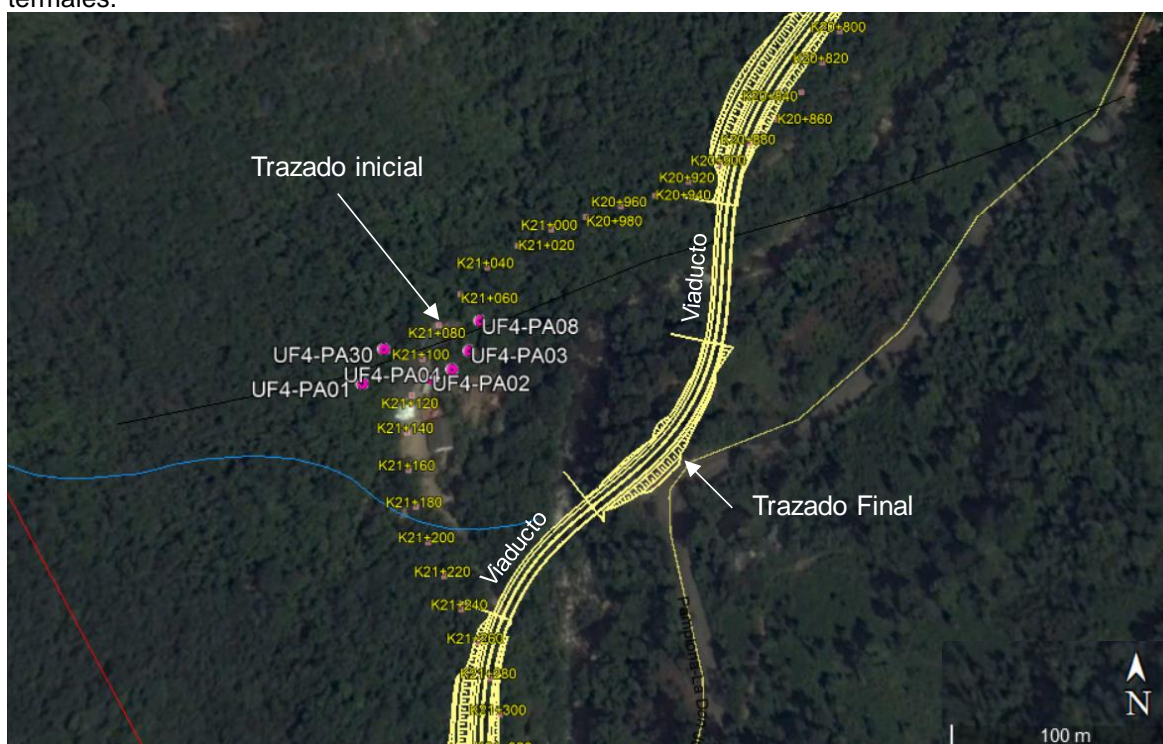 termales.
K20+800
K20+820
K20+840
K20+860
K20+880
K20+900
Trazado inicial
K20+920
K20+940
K20+960
K20+980
K21+000
K21+020
Viaducto
K21+040
K21+060
UF4-PA08
K21+080
UF4-PA30
K21+100
UF4-PA03
UF4-PA04
UF4-PA01
UF4-PA02
K21+120
K21+140
K21+160
K21+180
Trazado Final
Viaducto
K21+200
K21+220
K21+240
K21+260
K21+280
K21+300
Pamplona-La
N
100 m